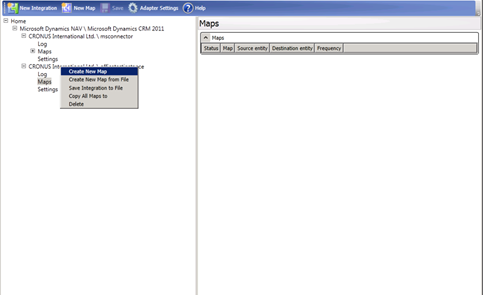 New Integration New Map Save Adapter Settings Help
Home
Microsoft Dynamics NAV \ Microsoft Dynamics CRM 2011
CRONUS International Ltd. \ msconnector
Log
Maps
Settings
CRONUS International Ltd. \
Log
Maps
Settings
Create New Map
Create New Map from File
Save Integration to File
Copy All Maps to
Delete
Maps
Maps
Status Map Source entity Destination entity Frequency